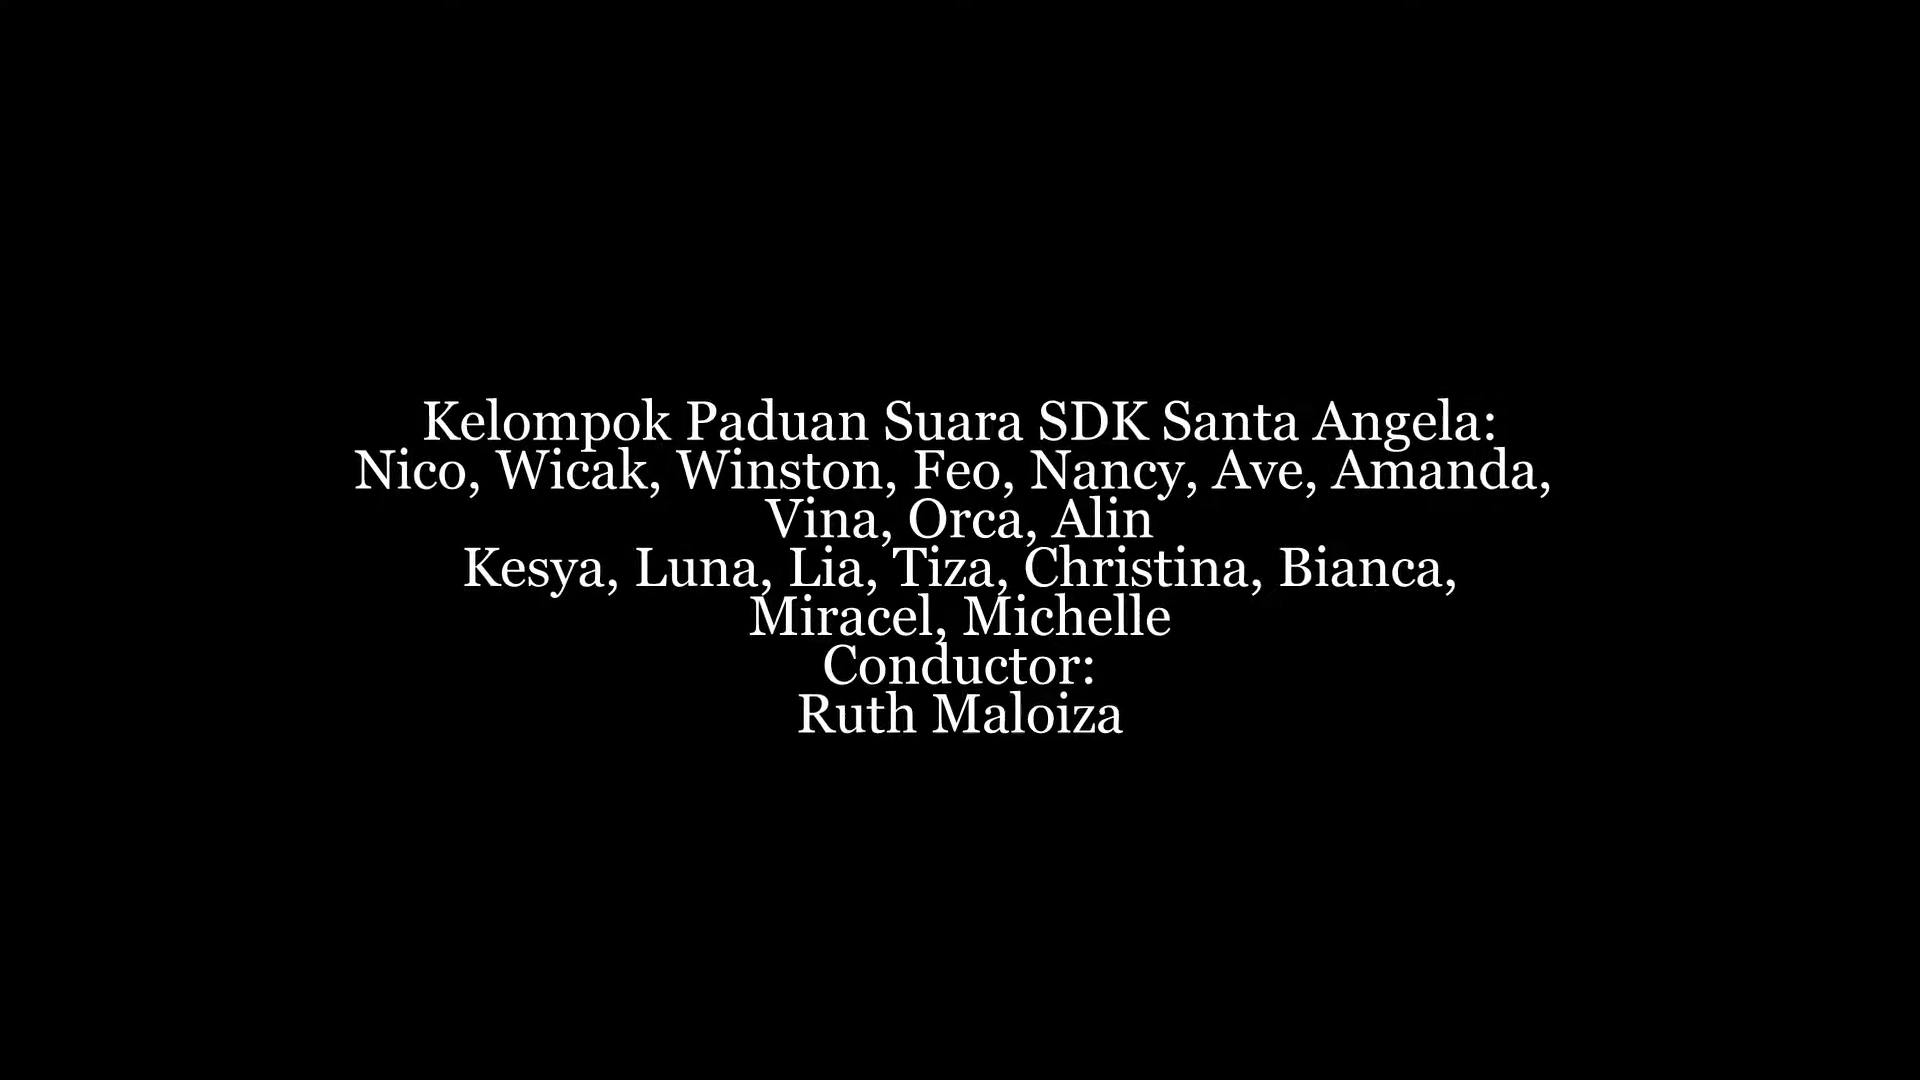 Kelompok Paduan Suara SDK Santa Angela:
Nico, Wicak, Winston, Feo, Nancy, Ave, Amanda,
Vina, Orca, Alin
Kesya, Luna, Lia, Tiza, Christina, Bianca,
Miracel, Michelle
Conductor:
Ruth Maloiza